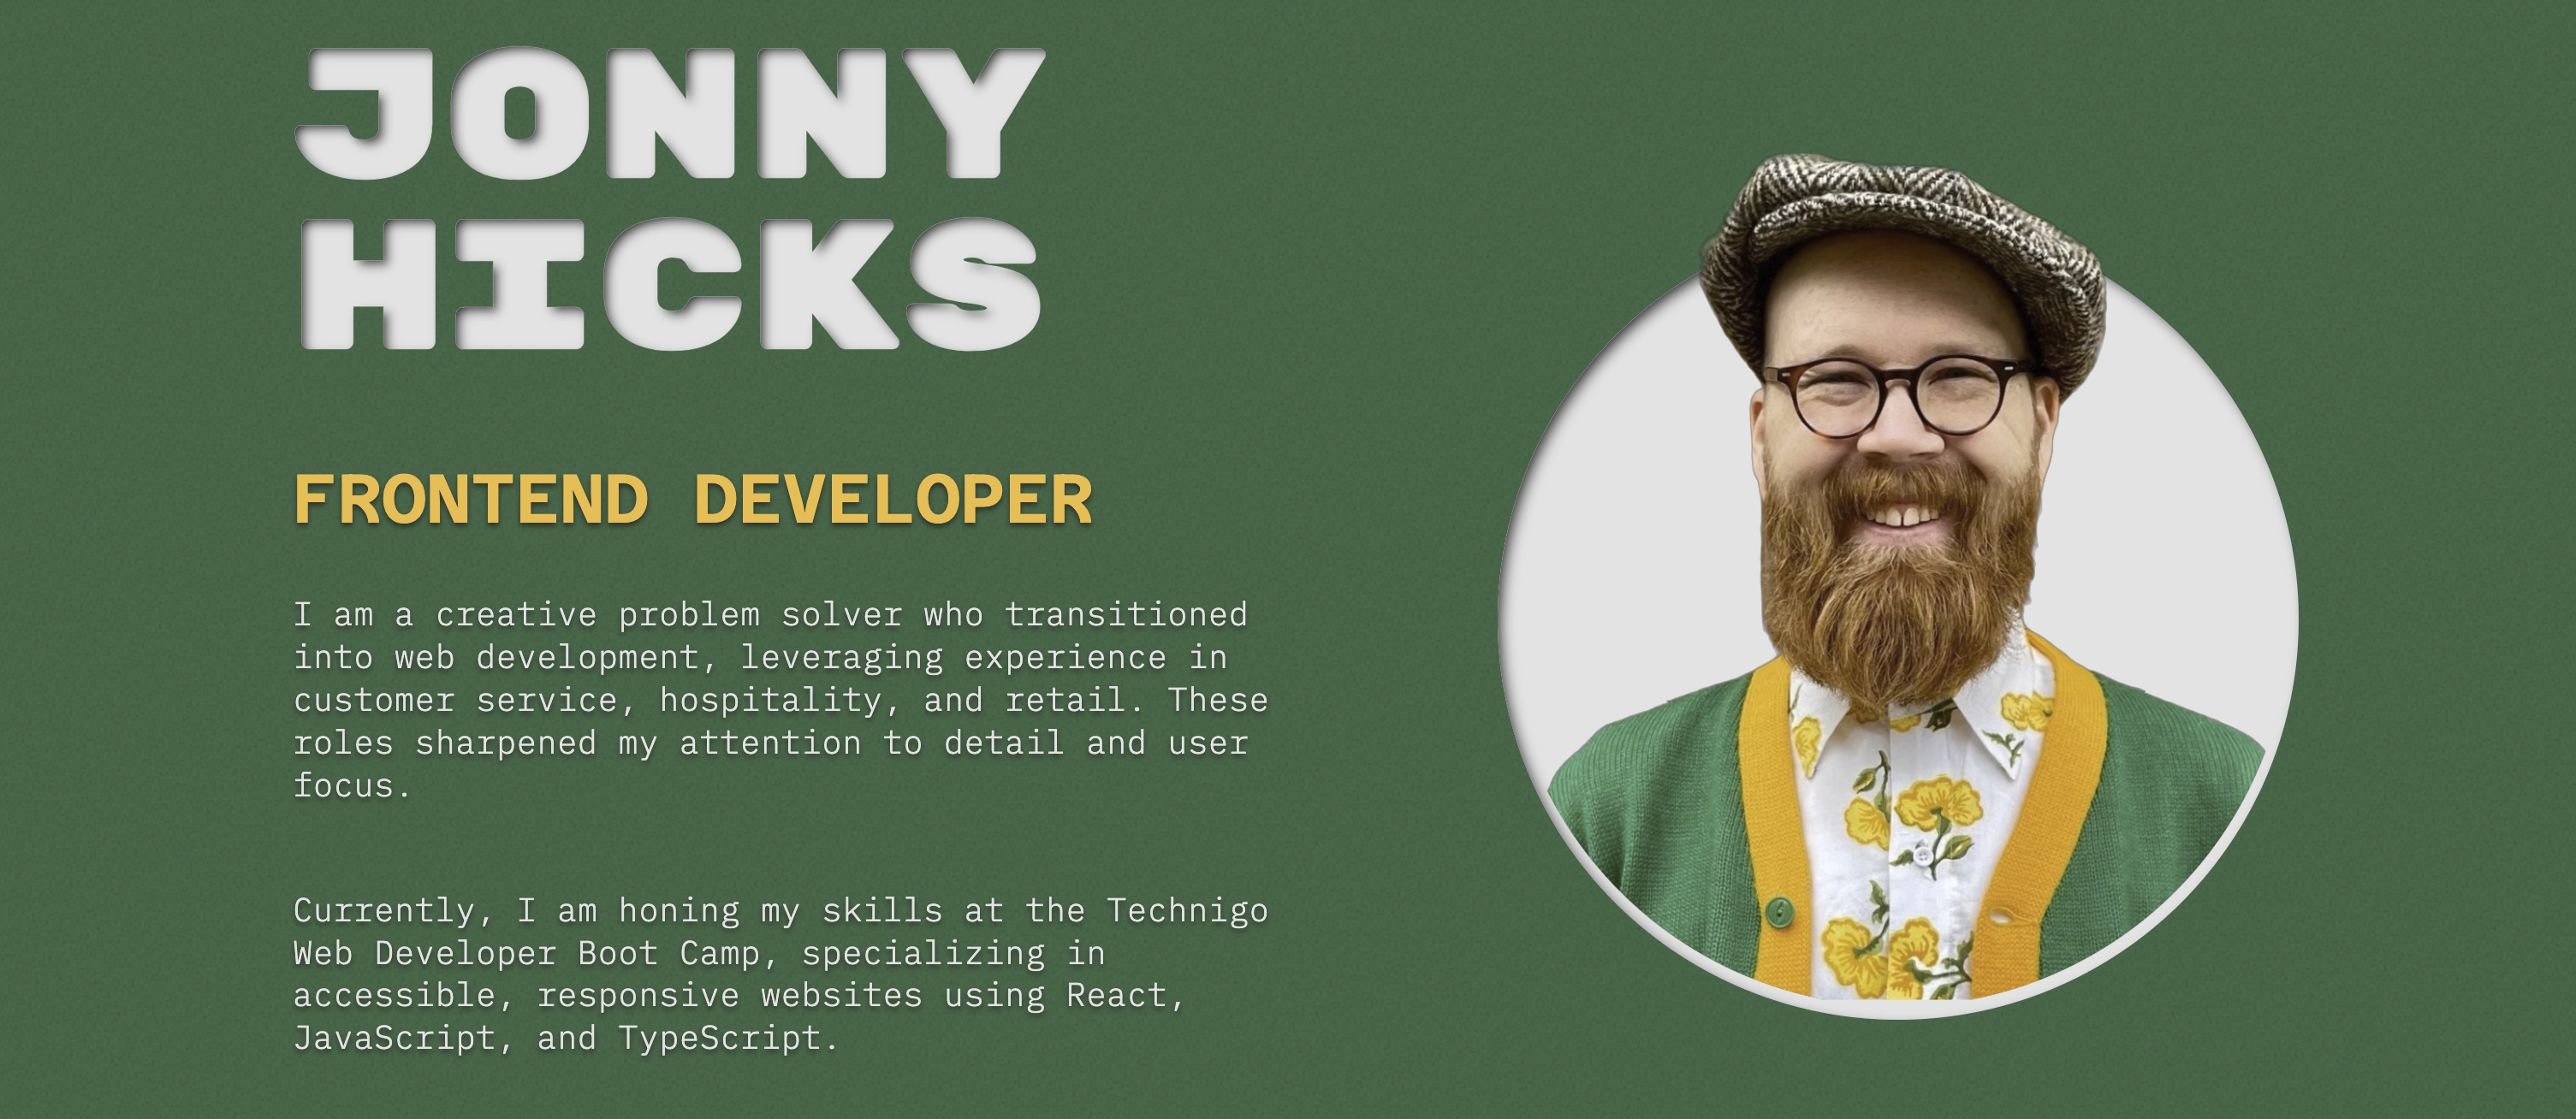 JONNY
HICKS
FRONTEND DEVELOPER
I am a creative problem solver who transitioned
into web development, leveraging experience in
customer service, hospitality, and retail. These
roles sharpened my attention to detail and user
focus.
Currently, I am honing my skills at the Technigo
Web Developer Boot Camp, specializing in
accessible, responsive websites using React,
JavaScript, and TypeScript.